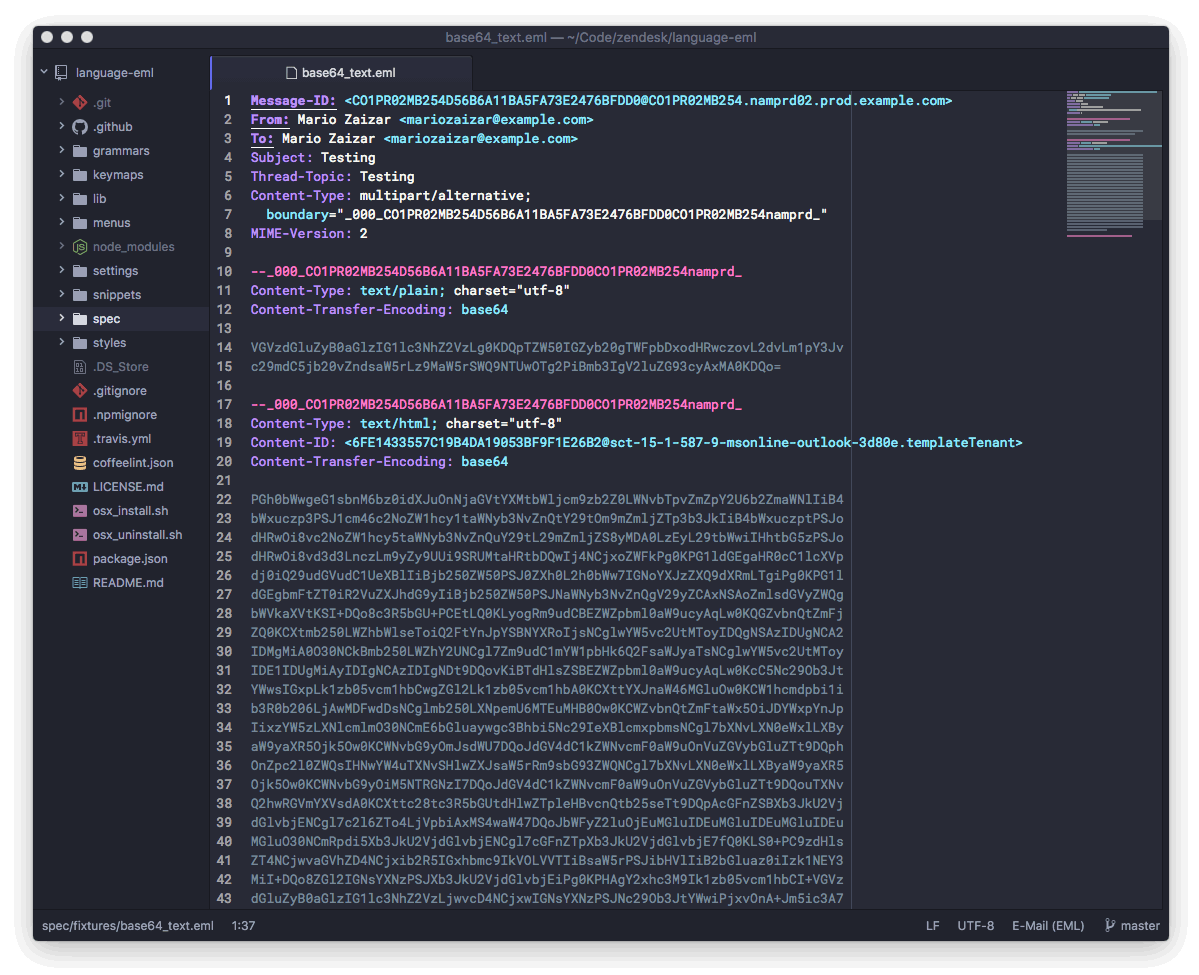 base64_text.eml — ~/Code/zendesk/language-eml
language-eml
.git
.github
grammars
keymaps
lib
menus
node_modules
settings
snippets
spec
styles
.DS_Store
.gitignore
.npmignore
.travis.yml
coffeelint.json
LICENSE.md
osx_install.sh
osx_uninstall.sh
package.json
README.md
base64_text.eml
1 Message-ID: <CO1PR02MB254D56B6A11BA5FA73E2476BFDD0@CO1PR02MB254.namprd02.prod.example.com>
2 From: Mario Zaizar <mariozaizar@example.com>
3 To: Mario Zaizar <mariozaizar@example.com>
4 Subject: Testing
5 Thread-Topic: Testing
6 Content-Type: multipart/alternative;
7 boundary="_000_CO1PR02MB254D56B6A11BA5FA73E2476BFDD0CO1PR02MB254namprd_"
8 MIME-Version: 2
9
10 --_000_CO1PR02MB254D56B6A11BA5FA73E2476BFDD0CO1PR02MB254namprd_
11 Content-Type: text/plain; charset="utf-8"
12 Content-Transfer-Encoding: base64
13
14 VGVzdGluZyB0aGlzIG1lc3NhZ2VzLg0KDQpTZW50IGZyb20gTWFpbDxodHRwczovL2dvLm1pY3Jv
15 c29mdC5jb20vZndsaW5rLz9MaW5rSWQ9NTUwOTg2PiBmb3IgV2luZG93cyAxMA0KDQo=
16
17 --_000_CO1PR02MB254D56B6A11BA5FA73E2476BFDD0CO1PR02MB254namprd_
18 Content-Type: text/html; charset="utf-8"
19 Content-ID: <6FE1433557C19B4DA19053BF9F1E26B2@sct-15-1-587-9-msonline-outlook-3d80e.templateTenant>
20 Content-Transfer-Encoding: base64
21
22 PGh0bWwgeG1sbnM6bz0idXJuOnNjaGVtYXMtbWljcm9zb2Z0LWNvbTpvZmZpY2U6b2ZmaWNlIiB4
23 bWxuczp3PSJ1cm46c2NoZW1hcy1taWNyb3NvZnQtY29tOm9mZmljZTp3b3JkIiB4bWxuczptPSJo
24 dHRwOi8vc2NoZW1hcy5taWNyb3NvZnQuY29tL29mZmljZS8yMDA0LzEyL29tbWwiIHhtbG5zPSJo
25 dHRwOi8vd3d3LnczLm9yZy9UUi9SRUMtaHRtbDQwIj4NCjxoZWFkPg0KPG1ldGEgaHR0cC1lcXVp
26 dj0iQ29udGVudC1UeXBlIiBjb250ZW50PSJ0ZXh0L2h0bWw7IGNoYXJzZXQ9dXRmLTgiPg0KPG1l
27 dGEgbmFtZT0iR2VuZXJhdG9yIiBjb250ZW50PSJNaWNyb3NvZnQgV29yZCAxNSAoZmlsdGVyZWQg
28 bWVkaXVtKSI+DQo8c3R5bGU+PCEtLQ0KLyogRm9udCBEZWZpbml0aW9ucyAqLw0KQGZvbnQtZmFj
29 ZQ0KCXtmb250LWZhbWlseToiQ2FtYnJpYSBNYXRoIjsNCglwYW5vc2UtMToyIDQgNSAzIDUgNCA2
30 IDMgMiA0O30NCkBmb250LWZhY2UNCgl7Zm9udC1mYW1pbHk6Q2FsaWJyaTsNCglwYW5vc2UtMToy
31 IDE1IDUgMiAyIDIgNCAzIDIgNDt9DQovKiBTdHlsZSBEZWZpbml0aW9ucyAqLw0KcC5Nc29Ob3Jt
32 YWwsIGxpLk1zb05vcm1hbCwgZGl2Lk1zb05vcm1hbA0KCXttYXJnaW46MGluOw0KCW1hcmdpbi1i
33 b3R0b206LjAwMDFwdDsNCglmb250LXNpemU6MTEuMHB0Ow0KCWZvbnQtZmFtaWx5OiJDYWxpYnJp
34 IixzYW5zLXNlcmlmO30NCmE6bGluaywgc3Bhbi5Nc29IeXBlcmxpbmsNCgl7bXNvLXN0eWxlLXBy
35 aW9yaXR5Ojk5Ow0KCWNvbG9yOmJsdWU7DQoJdGV4dC1kZWNvcmF0aW9uOnVuZGVybGluZTt9DQph
36 OnZpc2l0ZWQsIHNwYW4uTXNvSHlwZXJsaW5rRm9sbG93ZWQNCgl7bXNvLXN0eWxlLXByaW9yaXR5
37 Ojk5Ow0KCWNvbG9yOiM5NTRGNzI7DQoJdGV4dC1kZWNvcmF0aW9uOnVuZGVybGluZTt9DQouTXNv
38 Q2hwRGVmYXVsdA0KCXttc28tc3R5bGUtdHlwZTpleHBvcnQtb25seTt9DQpAcGFnZSBXb3JkU2Vj
39 dGlvbjENCgl7c2l6ZTo4LjVpbiAxMS4waW47DQoJbWFyZ2luOjEuMGluIDEuMGluIDEuMGluIDEu
40 MGluO30NCmRpdi5Xb3JkU2VjdGlvbjENCgl7cGFnZTpXb3JkU2VjdGlvbjE7fQ0KLS0+PC9zdHls
41 ZT4NCjwvaGVhZD4NCjxib2R5IGxhbmc9IkVOLVVTIiBsaW5rPSJibHVlIiB2bGluaz0iIzk1NEY3
42 MiI+DQo8ZGl2IGNsYXNzPSJXb3JkU2VjdGlvbjEiPg0KPHAgY2xhc3M9Ik1zb05vcm1hbCI+VGVz
43 dGluZyB0aGlzIG1lc3NhZ2VzLjwvcD4NCjxwIGNsYXNzPSJNc29Ob3JtYWwiPjxvOnA+Jm5ic3A7
spec/fixtures/base64_text.eml 1:37
LF UTF-8 E-Mail (EML) master